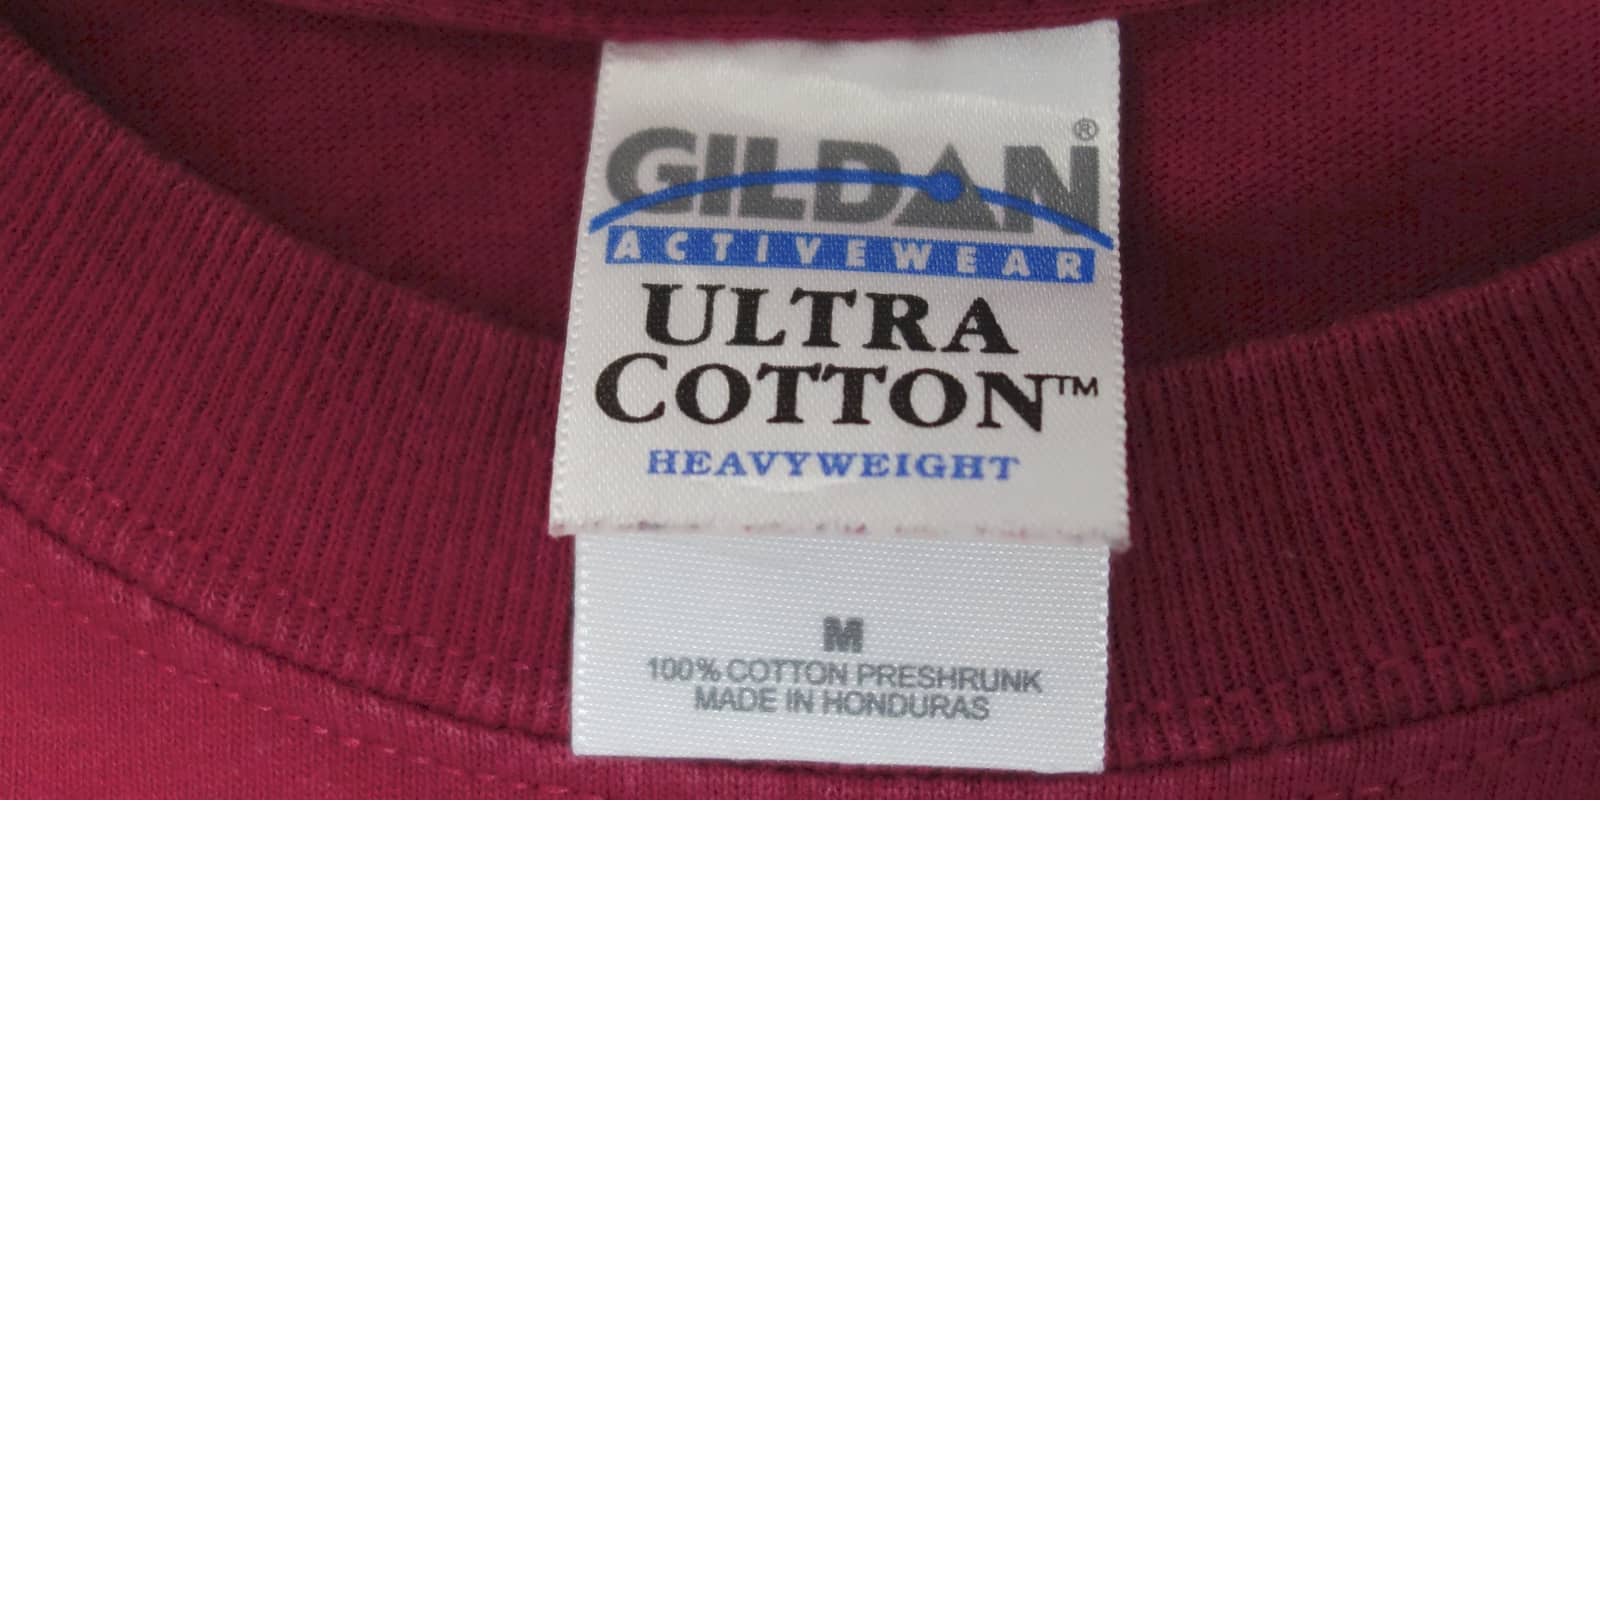 GILDAN®
ACTIVEWEAR
ULTRA
COTTON™
HEAVYWEIGHT
M
100% COTTON PRESHRUNK
MADE IN HONDURAS